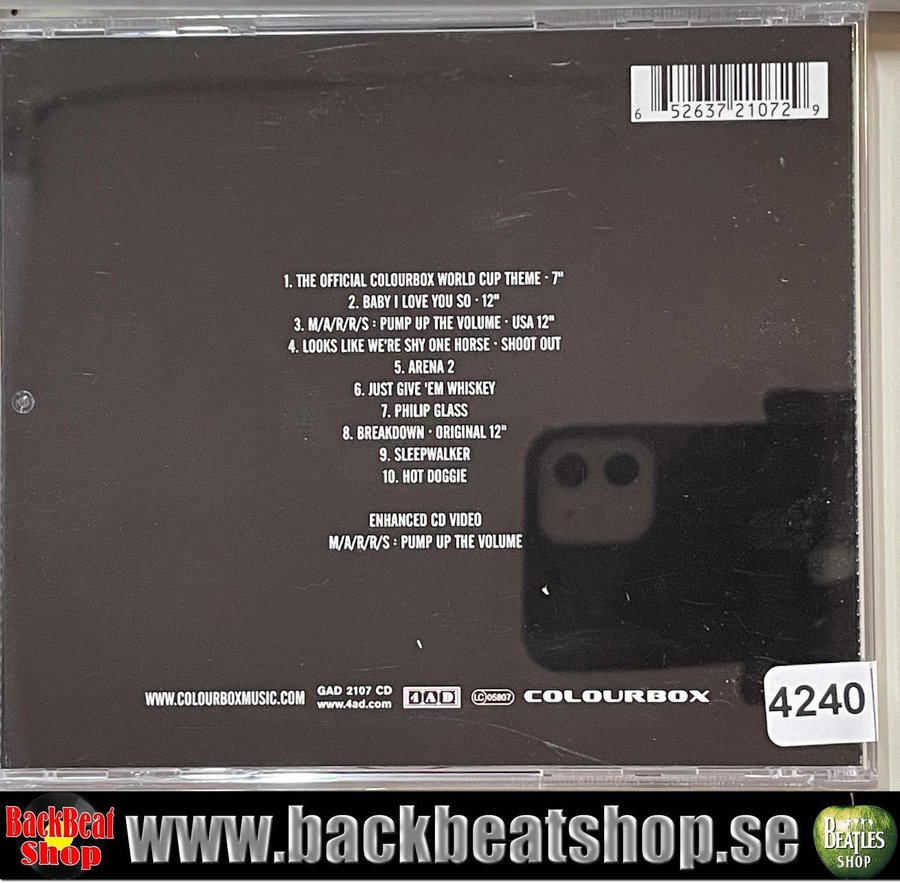 6 52637 21072 9
1. THE OFFICIAL COLOURBOX WORLD CUP THEME · 7"
2. BABY I LOVE YOU SO · 12"
3. M/A/R/R/S : PUMP UP THE VOLUME · USA 12"
4. LOOKS LIKE WE'RE SHY ONE HORSE · SHOOT OUT
5. ARENA 2
6. JUST GIVE 'EM WHISKEY
7. PHILIP GLASS
8. BREAKDOWN · ORIGINAL 12"
9. SLEEPWALKER
10. HOT DOGGIE
ENHANCED CD VIDEO
M/A/R/R/S : PUMP UP THE VOLUME
WWW.COLOURBOXMUSIC.COM
GAD 2107 CD
www.4ad.com
4AD
LC 05807
COLOURBOX
4240
BackBeat
Shop
www.backbeatshop.se
THE
BEATLES
SHOP